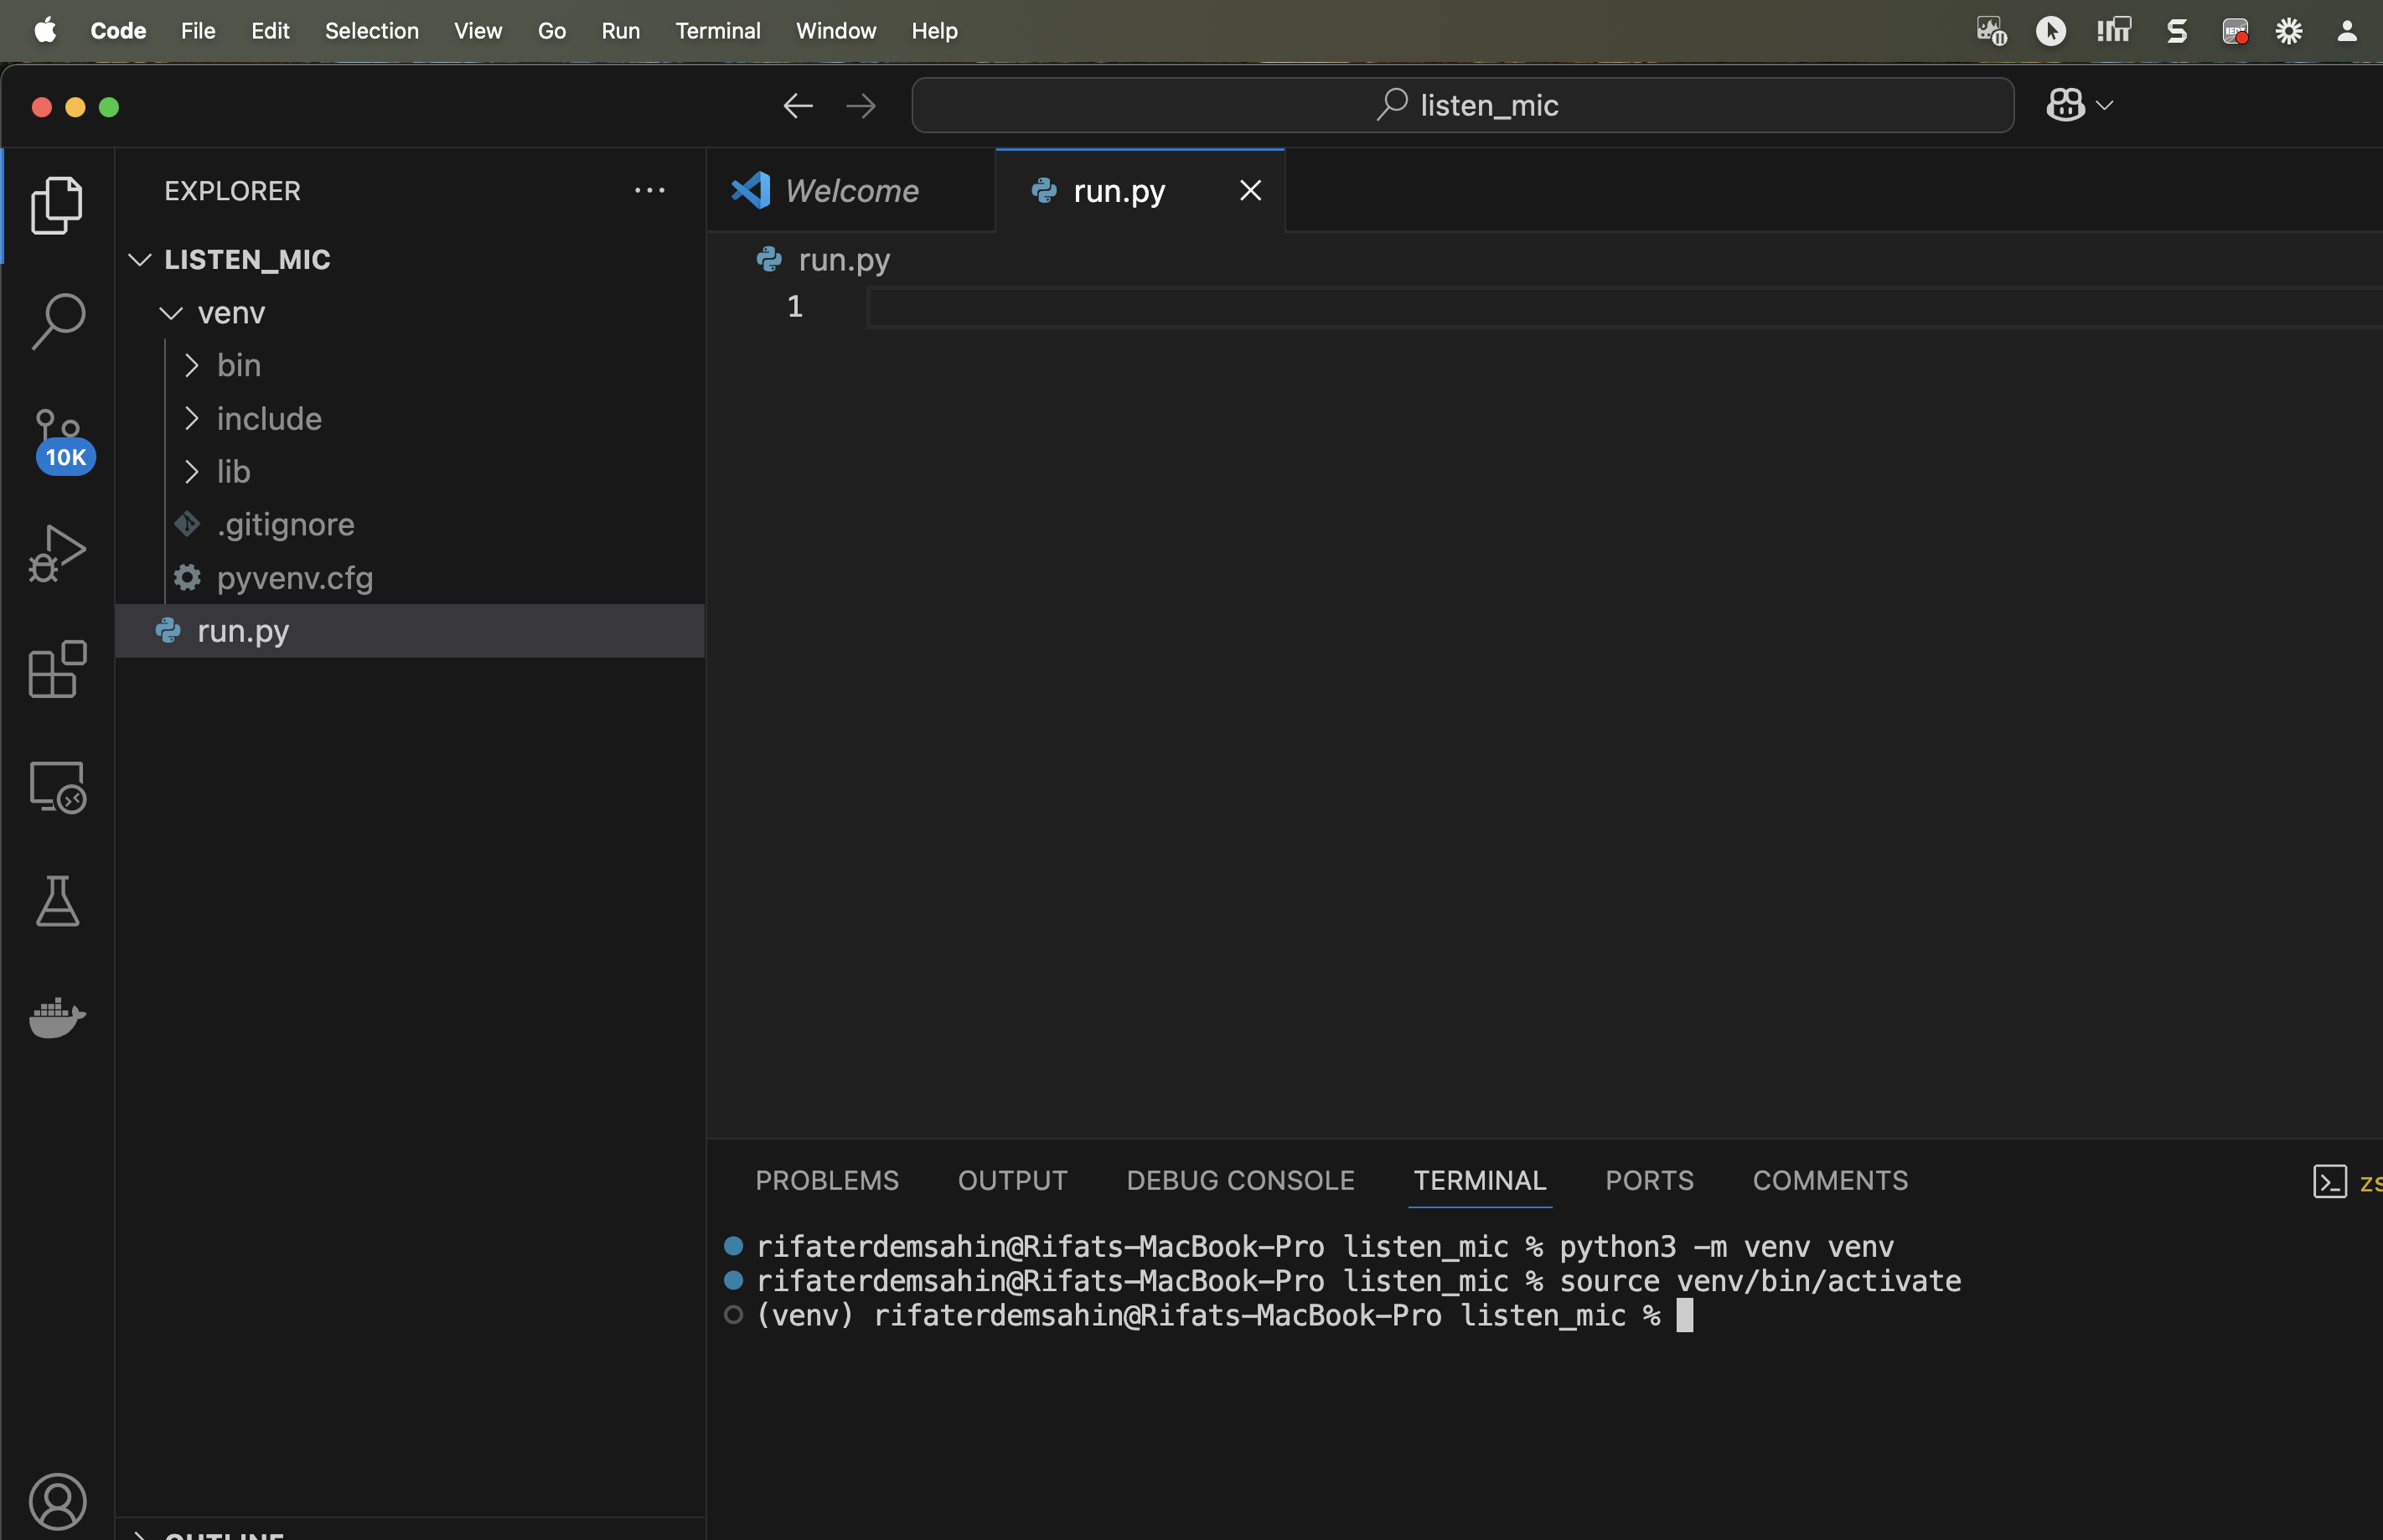 Code File Edit Selection View Go Run Terminal Window Help
listen_mic
EXPLORER
Welcome
run.py
LISTEN_MIC
run.py
venv
1
bin
include
lib
10K
.gitignore
pyvenv.cfg
run.py
PROBLEMS OUTPUT DEBUG CONSOLE TERMINAL PORTS COMMENTS
rifaterdemsahin@Rifats-MacBook-Pro listen_mic % python3 -m venv venv
rifaterdemsahin@Rifats-MacBook-Pro listen_mic % source venv/bin/activate
(venv) rifaterdemsahin@Rifats-MacBook-Pro listen_mic %
OUTLINE